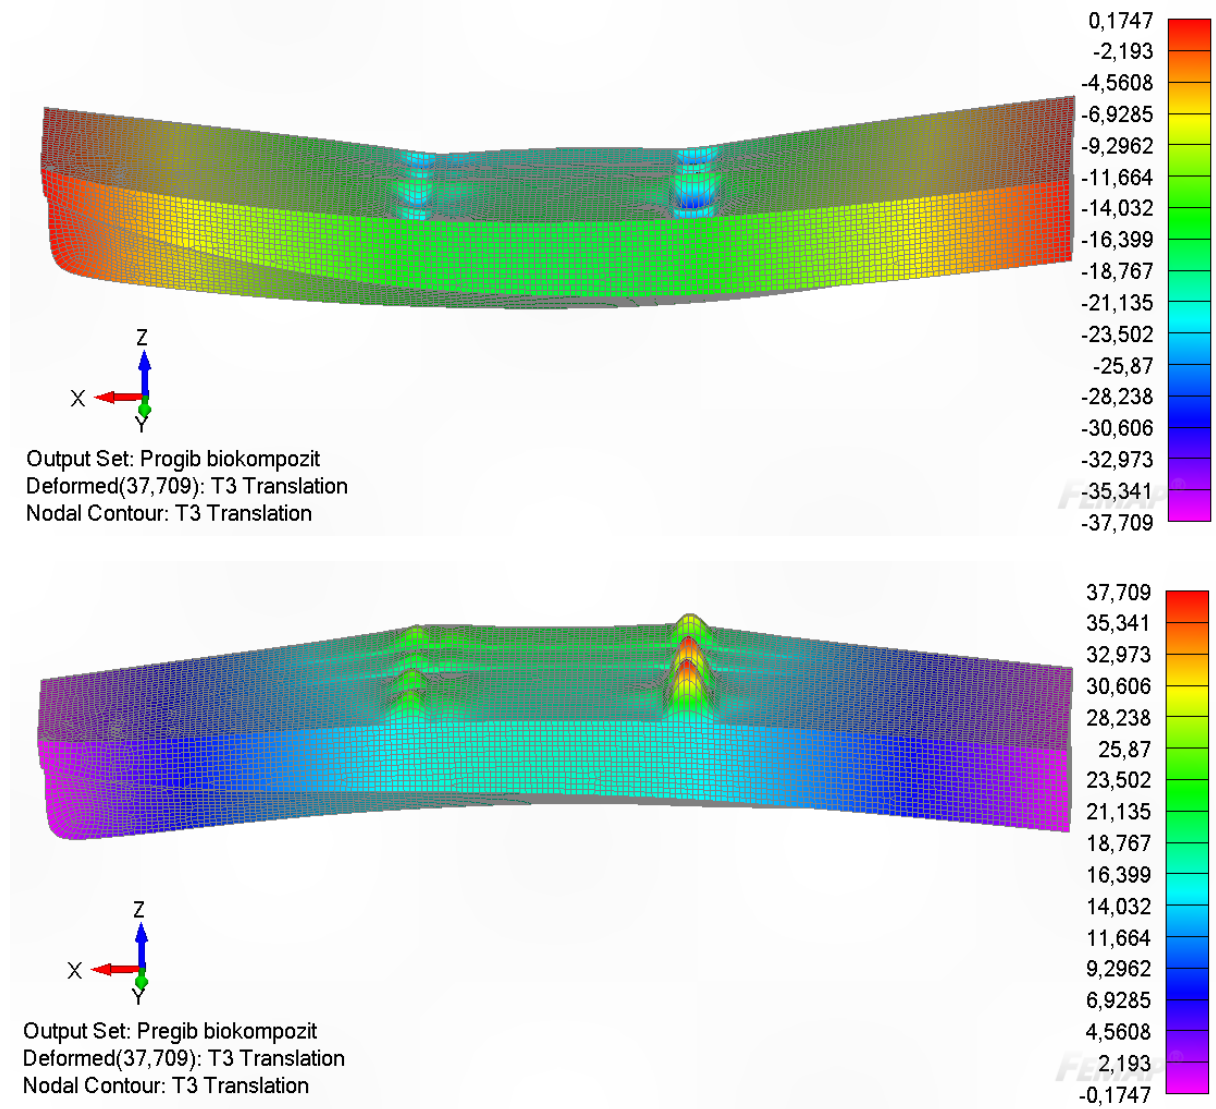 0,1747
-2,193
-4,5608
-6,9285
-9,2962
-11,664
-14,032
-16,399
-18,767
-21,135
-23,502
-25,87
-28,238
-30,606
-32,973
-35,341
-37,709
Z
X
Y
Output Set: Progib biokompozit
Deformed(37,709): T3 Translation
Nodal Contour: T3 Translation
FEMAP®
37,709
35,341
32,973
30,606
28,238
25,87
23,502
21,135
18,767
16,399
14,032
11,664
9,2962
6,9285
4,5608
2,193
-0,1747
Z
X
Y
Output Set: Pregib biokompozit
Deformed(37,709): T3 Translation
Nodal Contour: T3 Translation
FEMAP®